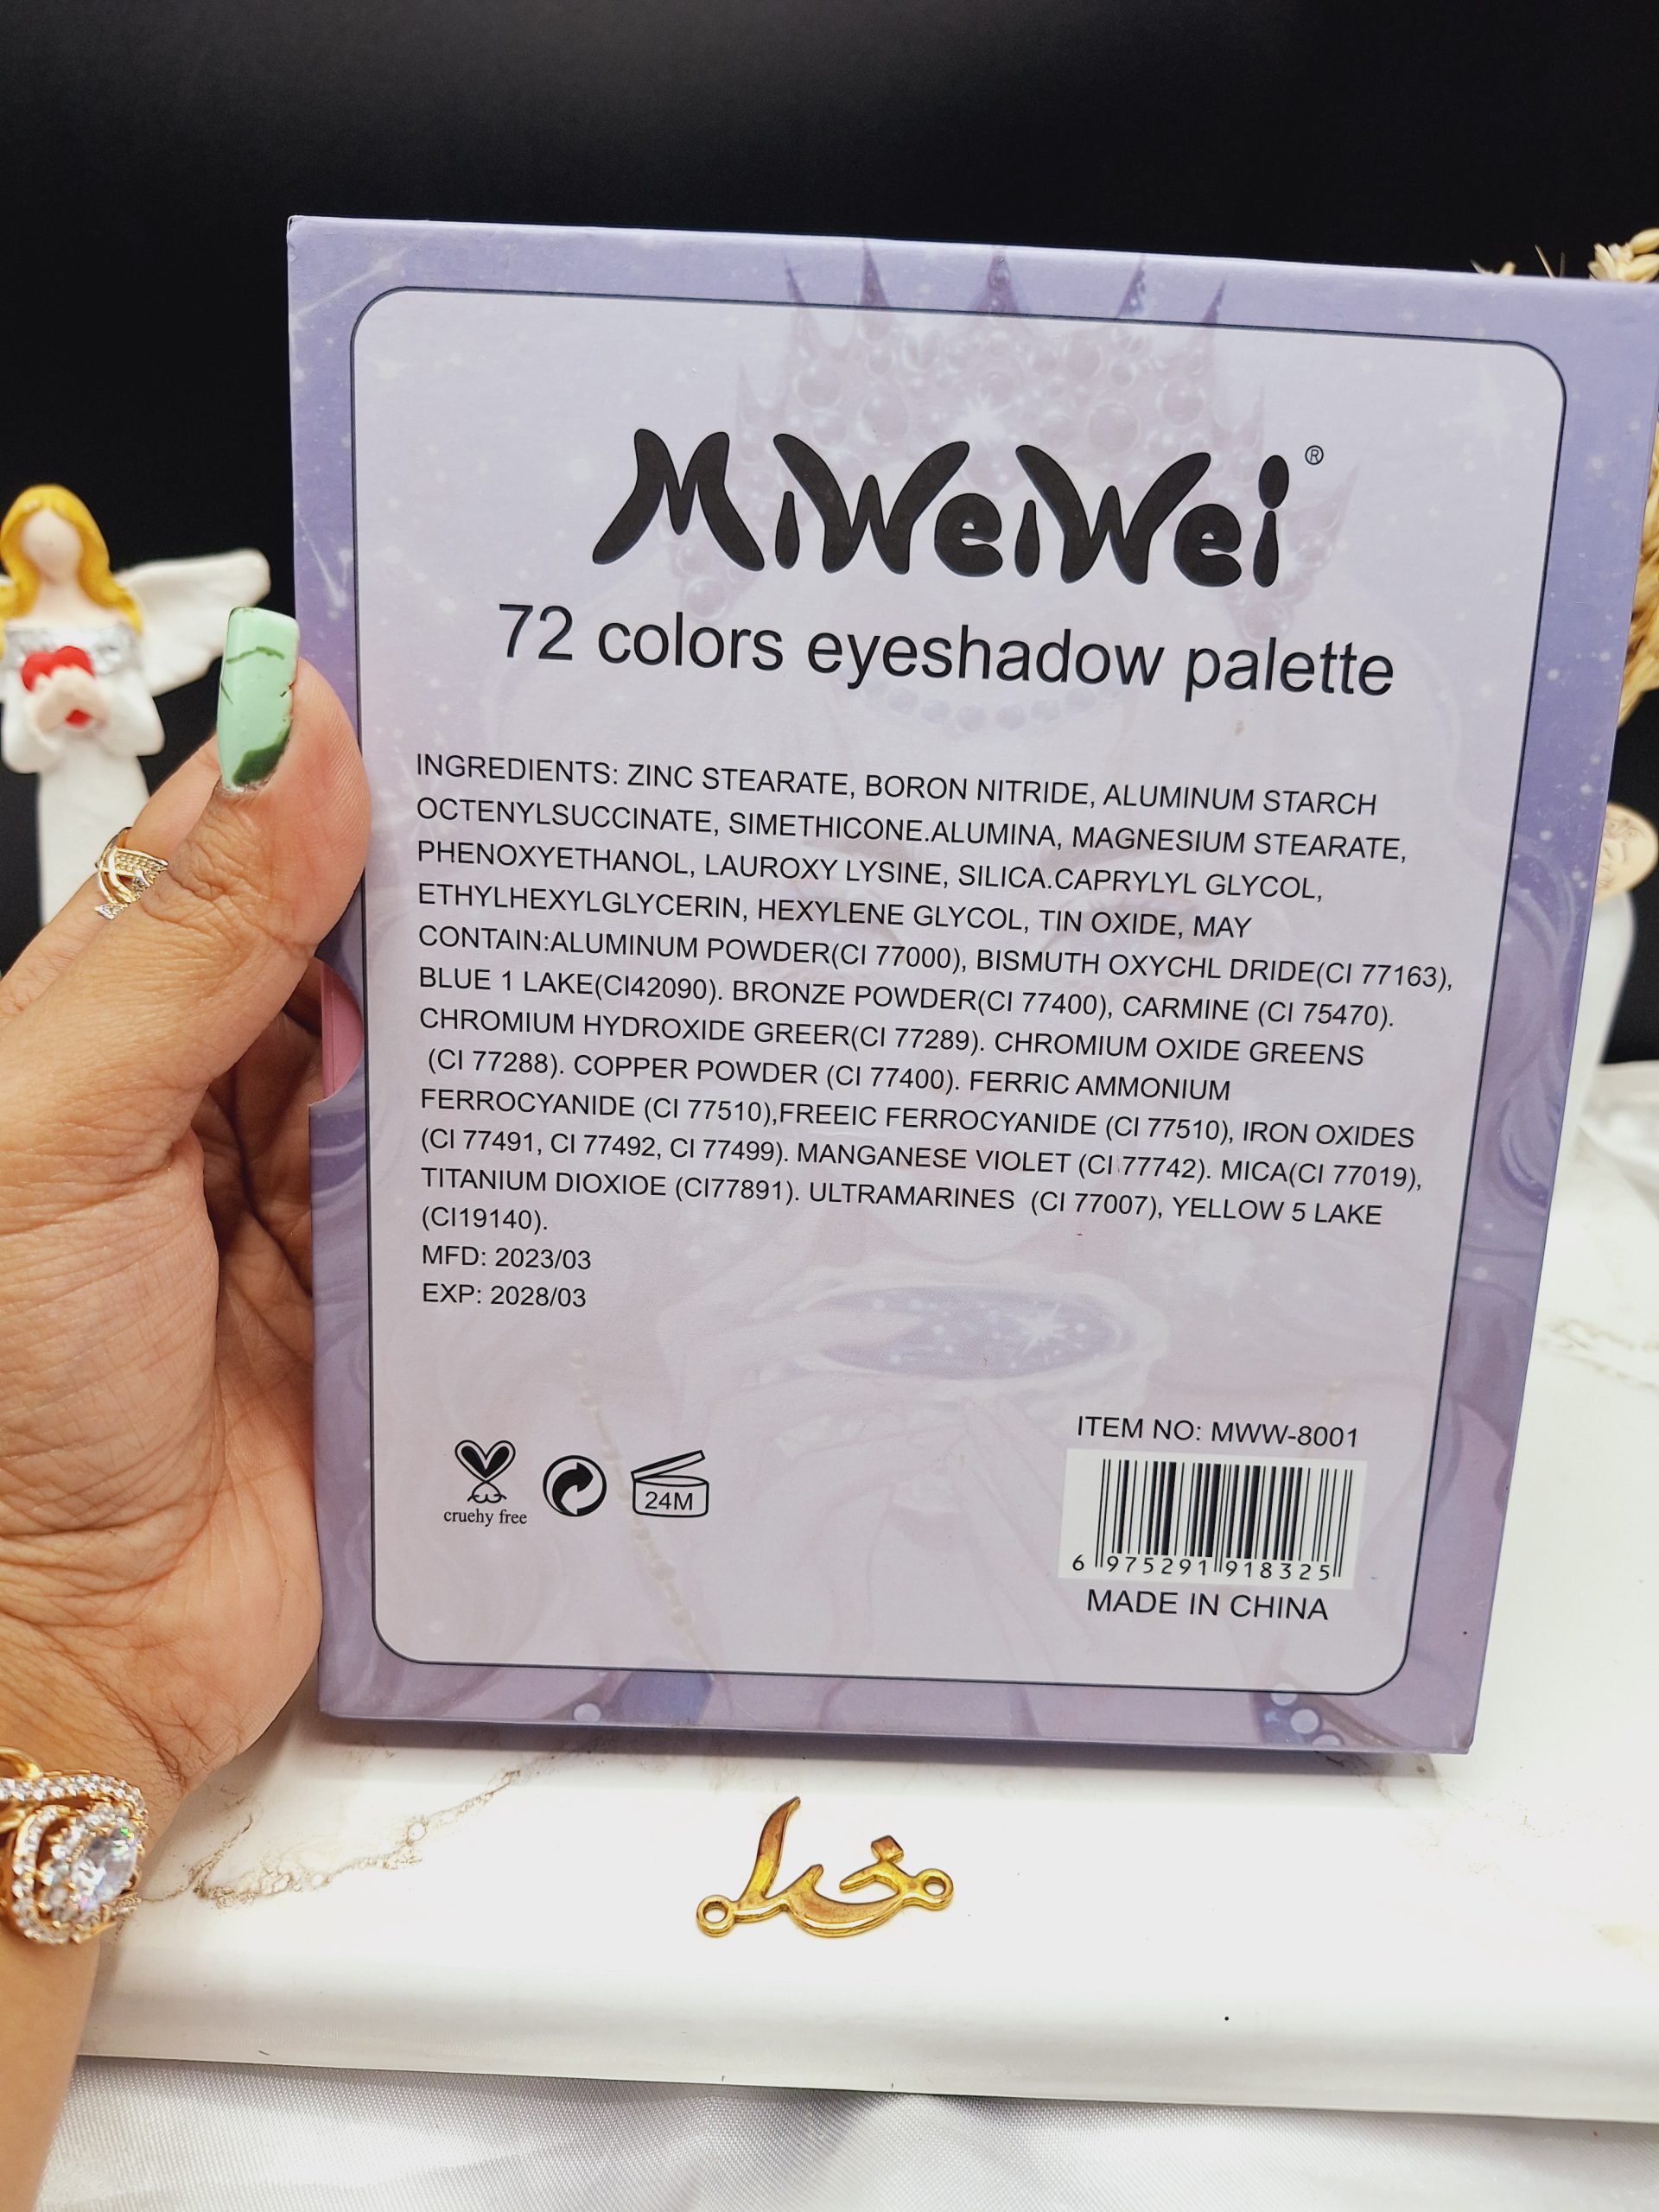 MiWeiWei®
72 colors eyeshadow palette
INGREDIENTS: ZINC STEARATE, BORON NITRIDE, ALUMINUM STARCH
OCTENYLSUCCINATE, SIMETHICONE.ALUMINA, MAGNESIUM STEARATE,
PHENOXYETHANOL, LAUROXY LYSINE, SILICA.CAPRYLYL GLYCOL,
ETHYLHEXYLGLYCERIN, HEXYLENE GLYCOL, TIN OXIDE, MAY
CONTAIN:ALUMINUM POWDER(CI 77000), BISMUTH OXYCHL DRIDE(CI 77163),
BLUE 1 LAKE(CI42090). BRONZE POWDER(CI 77400), CARMINE (CI 75470).
CHROMIUM HYDROXIDE GREER(CI 77289). CHROMIUM OXIDE GREENS
(CI 77288). COPPER POWDER (CI 77400). FERRIC AMMONIUM
FERROCYANIDE (CI 77510),FREEIC FERROCYANIDE (CI 77510), IRON OXIDES
(CI 77491, CI 77492, CI 77499). MANGANESE VIOLET (CI 77742). MICA(CI 77019),
TITANIUM DIOXIOE (CI77891). ULTRAMARINES (CI 77007), YELLOW 5 LAKE
(CI19140).
MFD: 2023/03
EXP: 2028/03
cruehy free
24M
ITEM NO: MWW-8001
6 975291 918325
MADE IN CHINA